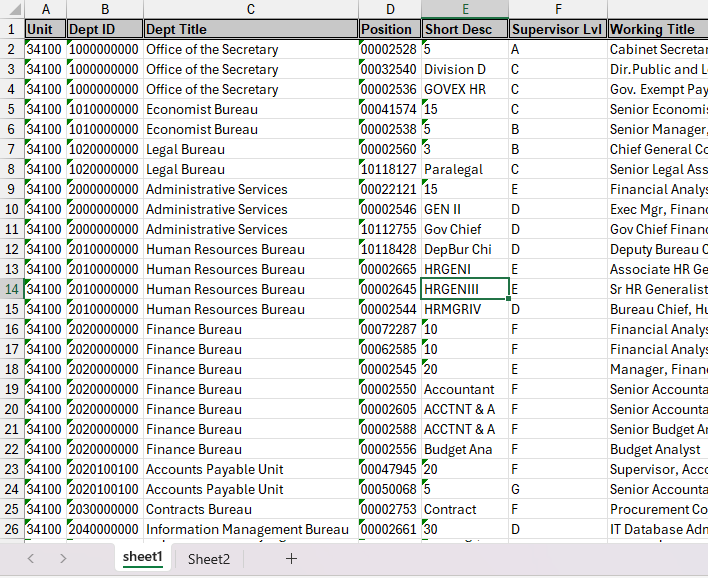 A B C D E F
1 Unit Dept ID Dept Title Position Short Desc Supervisor Lvl Working Title
2 34100 1000000000 Office of the Secretary 00002528 5 A Cabinet Secretar
3 34100 1000000000 Office of the Secretary 00032540 Division D C Dir.Public and L
4 34100 1000000000 Office of the Secretary 00002536 GOVEX HR C Gov. Exempt Pay
5 34100 1010000000 Economist Bureau 00041574 15 C Senior Economis
6 34100 1010000000 Economist Bureau 00002538 5 B Senior Manager,
7 34100 1020000000 Legal Bureau 00002560 3 B Chief General Co
8 34100 1020000000 Legal Bureau 10118127 Paralegal C Senior Legal Ass
9 34100 2000000000 Administrative Services 00022121 15 E Financial Analys
10 34100 2000000000 Administrative Services 00002546 GEN II D Exec Mgr, Financ
11 34100 2000000000 Administrative Services 10112755 Gov Chief D Gov Chief Financ
12 34100 2010000000 Human Resources Bureau 10118428 DepBur Chi D Deputy Bureau C
13 34100 2010000000 Human Resources Bureau 00002665 HRGENI E Associate HR Ge
14 34100 2010000000 Human Resources Bureau 00002645 HRGENIII E Sr HR Generalist
15 34100 2010000000 Human Resources Bureau 00002544 HRMGRIV D Bureau Chief, Hu
16 34100 2020000000 Finance Bureau 00072287 10 F Financial Analys
17 34100 2020000000 Finance Bureau 00062585 10 F Financial Analys
18 34100 2020000000 Finance Bureau 00002545 20 E Manager, Financ
19 34100 2020000000 Finance Bureau 00002550 Accountant F Senior Accounta
20 34100 2020000000 Finance Bureau 00002605 ACCTNT & A F Senior Accounta
21 34100 2020000000 Finance Bureau 00002588 ACCTNT & A F Senior Budget An
22 34100 2020000000 Finance Bureau 00002556 Budget Ana F Budget Analyst
23 34100 2020100100 Accounts Payable Unit 00047945 20 F Supervisor, Acco
24 34100 2020100100 Accounts Payable Unit 00050068 5 G Senior Accounta
25 34100 2030000000 Contracts Bureau 00002753 Contract F Procurement Co
26 34100 2040000000 Information Management Bureau 00002661 30 D IT Database Adm
sheet1 Sheet2